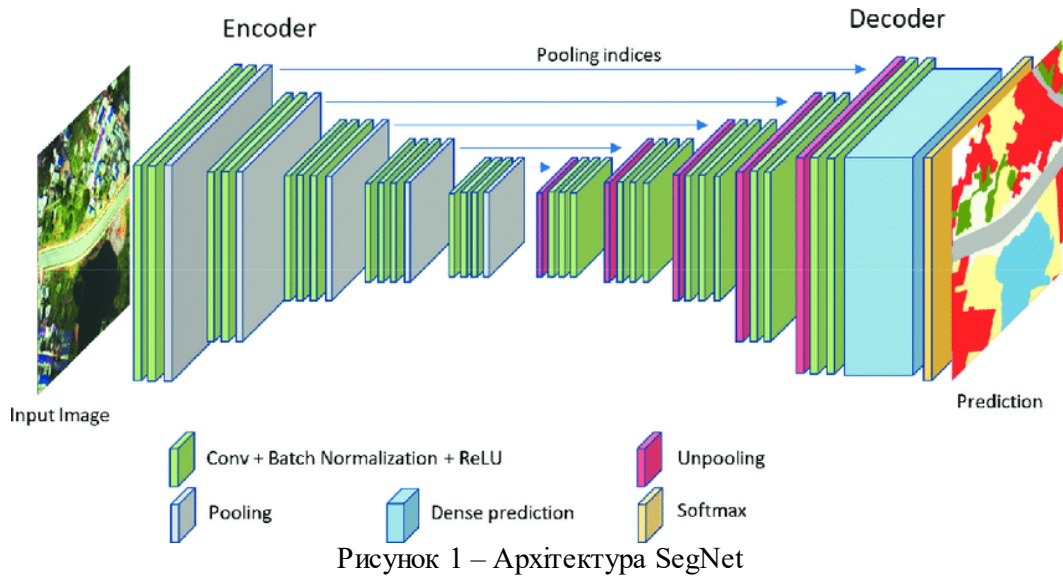 Encoder
Decoder
Pooling indices
Input Image
Prediction
Conv + Batch Normalization + ReLU
Unpooling
Pooling
Dense prediction
Softmax
Рисунок 1 – Архітектура SegNet